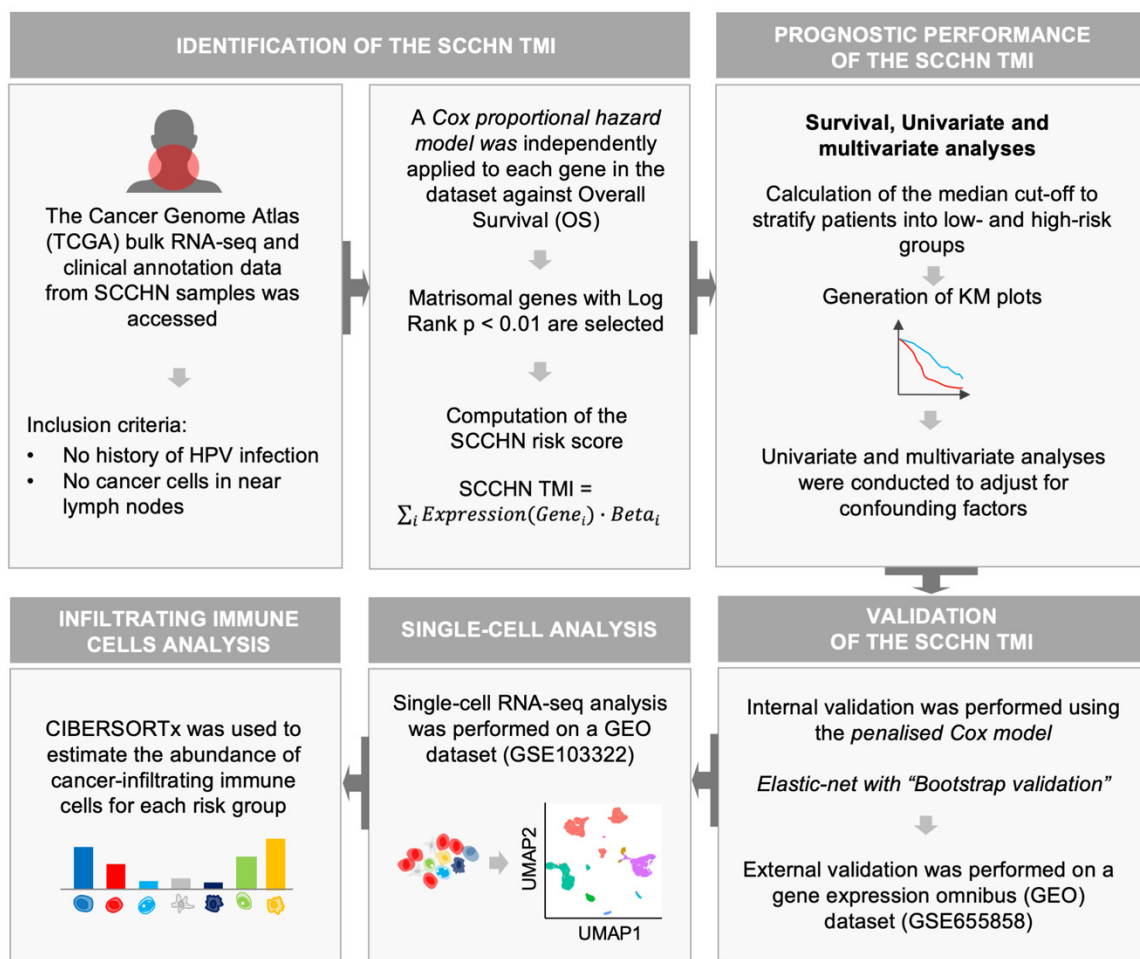 IDENTIFICATION OF THE SCCHN TMI
The Cancer Genome Atlas
(TCGA) bulk RNA-seq and
clinical annotation data
from SCCHN samples was
accessed
Inclusion criteria:
• No history of HPV infection
• No cancer cells in near
lymph nodes
A Cox proportional hazard
model was independently
applied to each gene in the
dataset against Overall
Survival (OS)
Matrisomal genes with Log
Rank p < 0.01 are selected
Computation of the
SCCHN risk score
SCCHN TMI =
∑ᵢ Expression(Geneᵢ) · Betaᵢ
PROGNOSTIC PERFORMANCE
OF THE SCCHN TMI
Survival, Univariate and
multivariate analyses
Calculation of the median cut-off to
stratify patients into low- and high-risk
groups
Generation of KM plots
Univariate and multivariate analyses
were conducted to adjust for
confounding factors
VALIDATION
OF THE SCCHN TMI
Internal validation was performed using
the penalised Cox model
Elastic-net with “Bootstrap validation”
External validation was performed on a
gene expression omnibus (GEO)
dataset (GSE655858)
SINGLE-CELL ANALYSIS
Single-cell RNA-seq analysis
was performed on a GEO
dataset (GSE103322)
UMAP2
UMAP1
INFILTRATING IMMUNE
CELLS ANALYSIS
CIBERSORTx was used to
estimate the abundance of
cancer-infiltrating immune
cells for each risk group